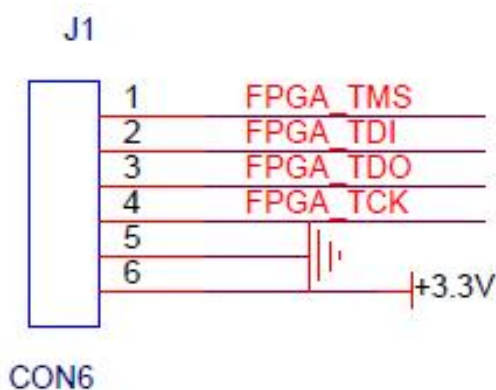 J1
1 FPGA_TMS
2 FPGA_TDI
3 FPGA_TDO
4 FPGA_TCK
5
6 +3.3V
CON6